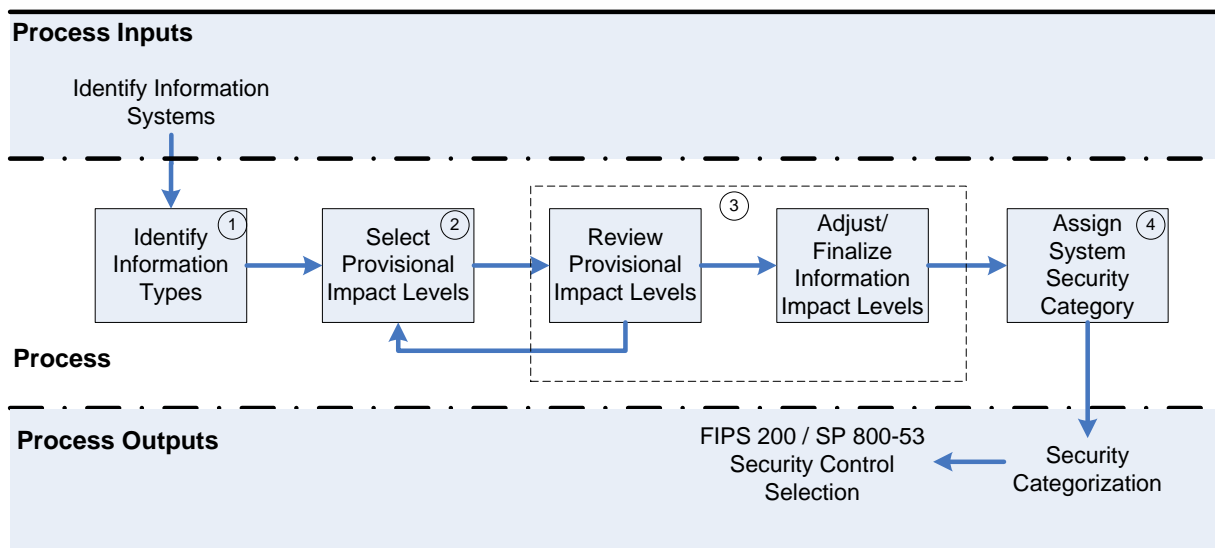 Process Inputs
Identify Information
Systems
1
Identify
Information
Types
2
Select
Provisional
Impact Levels
3
Review
Provisional
Impact Levels
Adjust/
Finalize
Information
Impact Levels
4
Assign
System
Security
Category
Process
Process Outputs
FIPS 200 / SP 800-53
Security Control
Selection
Security
Categorization